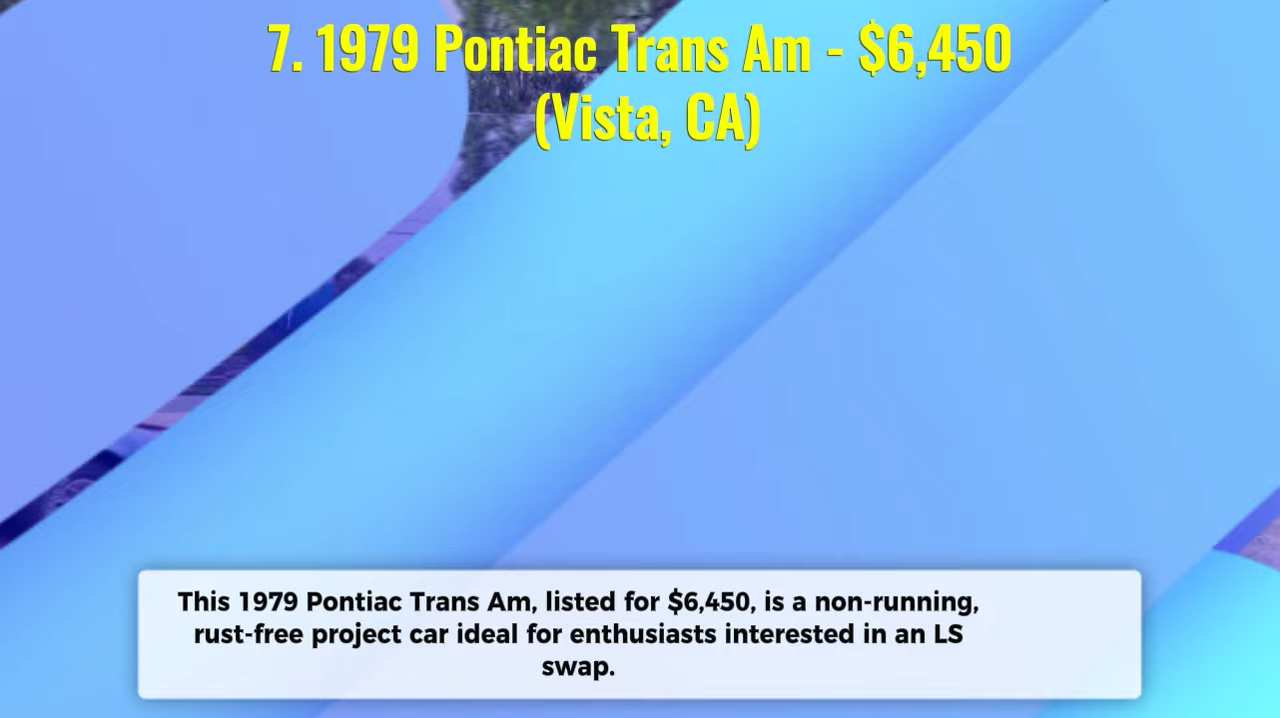 7. 1979 Pontiac Trans Am - $6,450
(Vista, CA)
This 1979 Pontiac Trans Am, listed for $6,450, is a non-running,
rust-free project car ideal for enthusiasts interested in an LS
swap.